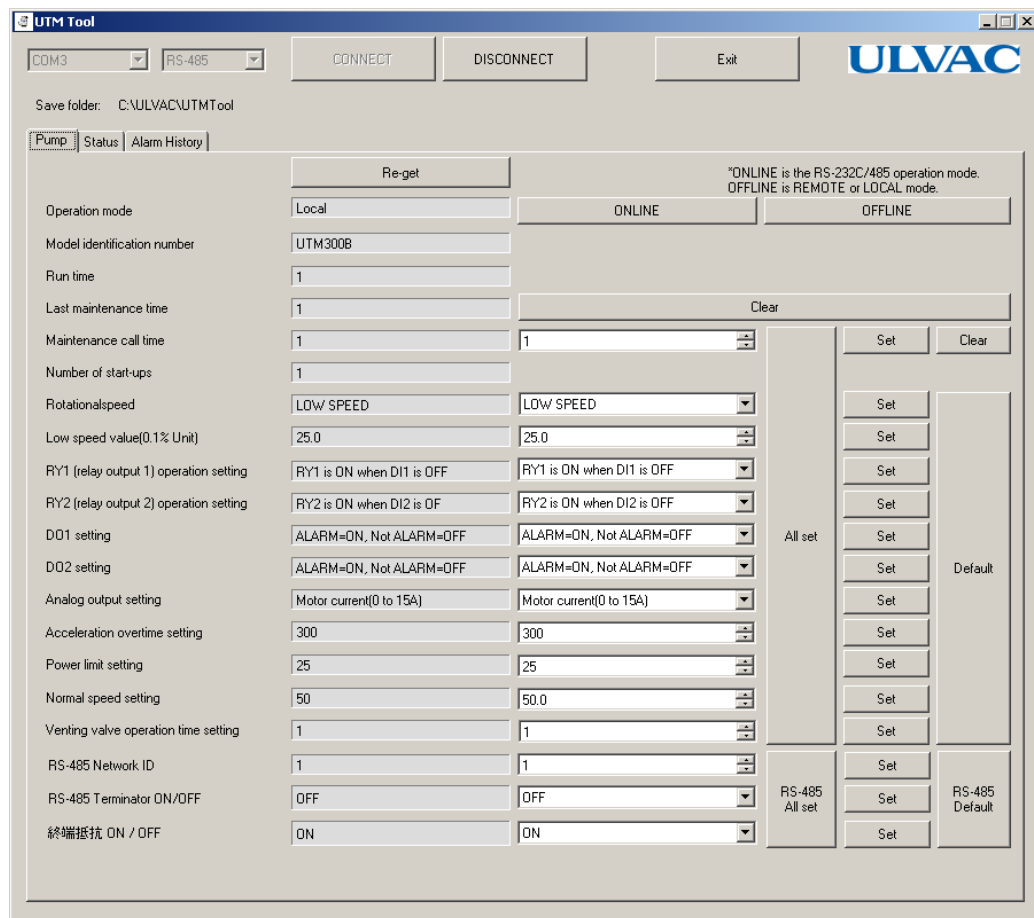 UTM Tool
COM3 RS-485 CONNECT DISCONNECT Exit ULVAC
Save folder: C:\ULVAC\UTMTool
Pump Status Alarm History
Re-get *ONLINE is the RS-232C/485 operation mode.
OFFLINE is REMOTE or LOCAL mode.
Operation mode Local ONLINE OFFLINE
Model identification number UTM300B
Run time 1
Last maintenance time 1 Clear
Maintenance call time 1 1 Set Clear
Number of start-ups 1
Rotationalspeed LOW SPEED LOW SPEED Set
Low speed value(0.1% Unit) 25.0 25.0 Set
RY1 (relay output 1) operation setting RY1 is ON when DI1 is OFF RY1 is ON when DI1 is OFF Set
RY2 (relay output 2) operation setting RY2 is ON when DI2 is OF RY2 is ON when DI2 is OFF Set
DO1 setting ALARM=ON, Not ALARM=OFF ALARM=ON, Not ALARM=OFF All set Set
DO2 setting ALARM=ON, Not ALARM=OFF ALARM=ON, Not ALARM=OFF Set Default
Analog output setting Motor current(0 to 15A) Motor current(0 to 15A) Set
Acceleration overtime setting 300 300 Set
Power limit setting 25 25 Set
Normal speed setting 50 50.0 Set
Venting valve operation time setting 1 1 Set
RS-485 Network ID 1 1 Set
RS-485 Terminator ON/OFF OFF OFF RS-485 All set Set RS-485 Default
終端抵抗 ON / OFF ON ON Set